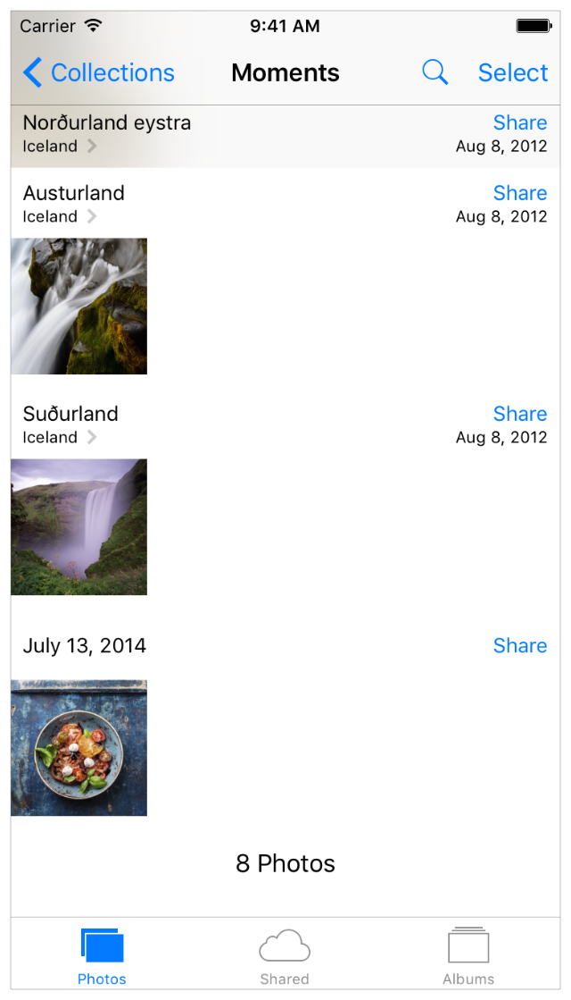 Carrier 9:41 AM
Collections Moments Select
Norðurland eystra Share
Iceland Aug 8, 2012
Austurland Share
Iceland Aug 8, 2012
Suðurland Share
Iceland Aug 8, 2012
July 13, 2014 Share
8 Photos
Photos Shared Albums